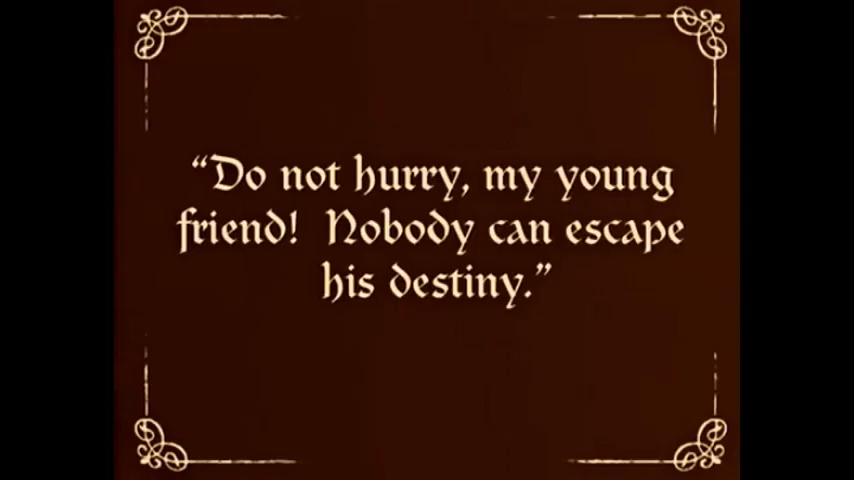 “Do not hurry, my young
friend!  Nobody can escape
his destiny.”